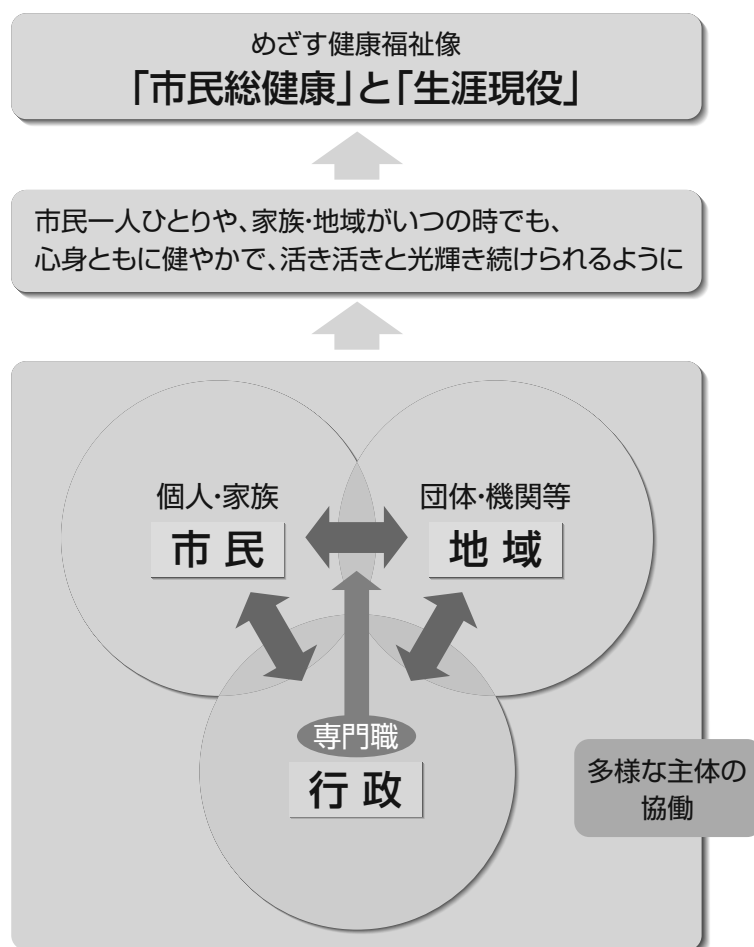 めざす健康福祉像
「市民総健康」と「生涯現役」
市民一人ひとりや、家族・地域がいつの時でも、
心身ともに健やかで、活き活きと光輝き続けられるように
個人・家族
市民
団体・機関等
地域
専門職
行政
多様な主体の
協働